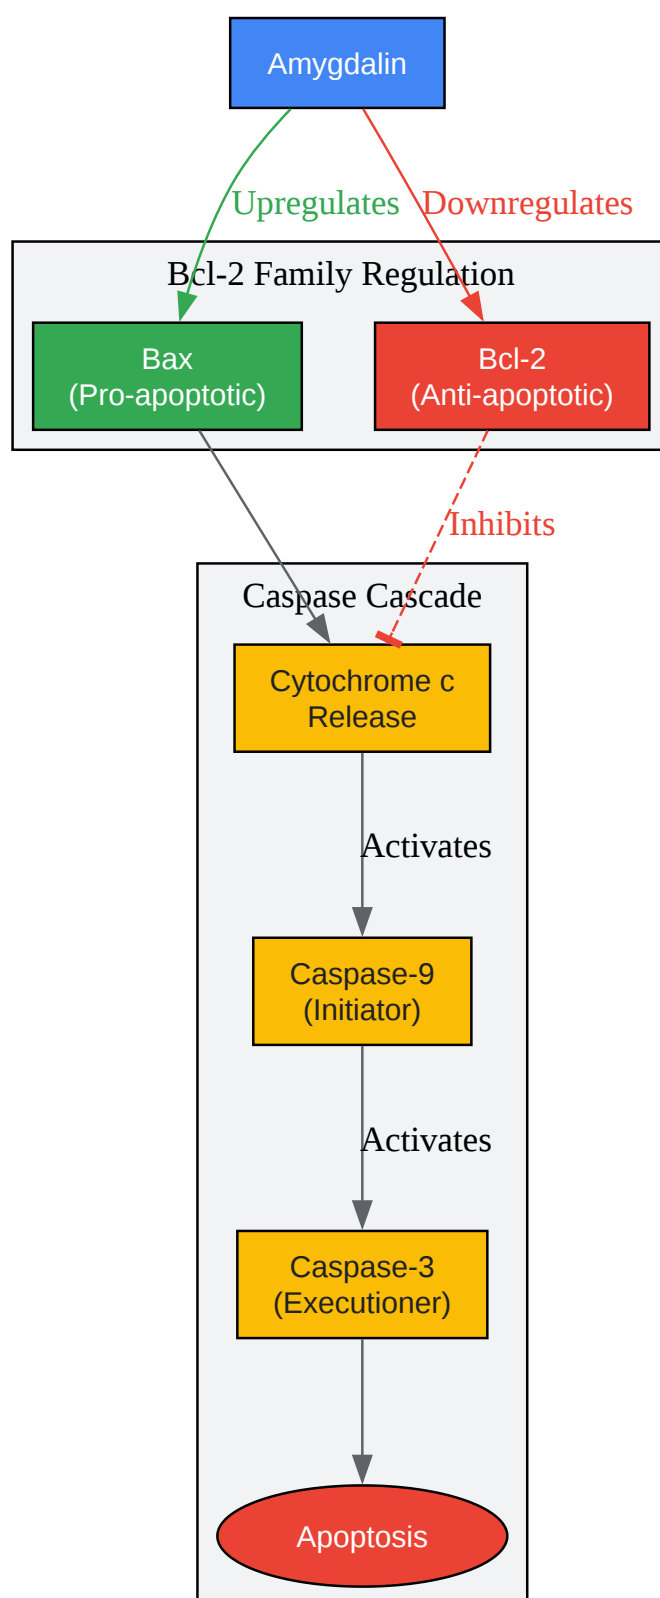 Amygdalin
Upregulates
Downregulates
Bcl-2 Family Regulation
Bax
(Pro-apoptotic)
Bcl-2
(Anti-apoptotic)
Inhibits
Caspase Cascade
Cytochrome c
Release
Activates
Caspase-9
(Initiator)
Activates
Caspase-3
(Executioner)
Apoptosis